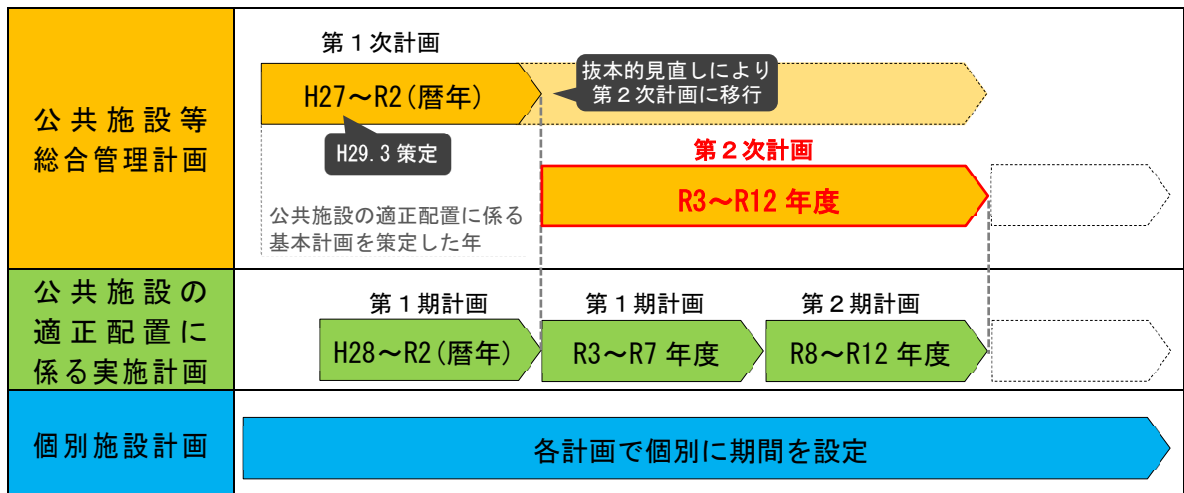 公共施設等
総合管理計画
第１次計画
H27～R2(暦年)
抜本的見直しにより
第２次計画に移行
H29.3 策定
公共施設の適正配置に係る
基本計画を策定した年
第２次計画
R3～R12 年度
公共施設の
適正配置に
係る実施計画
第１期計画
H28～R2(暦年)
第１期計画
R3～R7 年度
第２期計画
R8～R12 年度
個別施設計画
各計画で個別に期間を設定